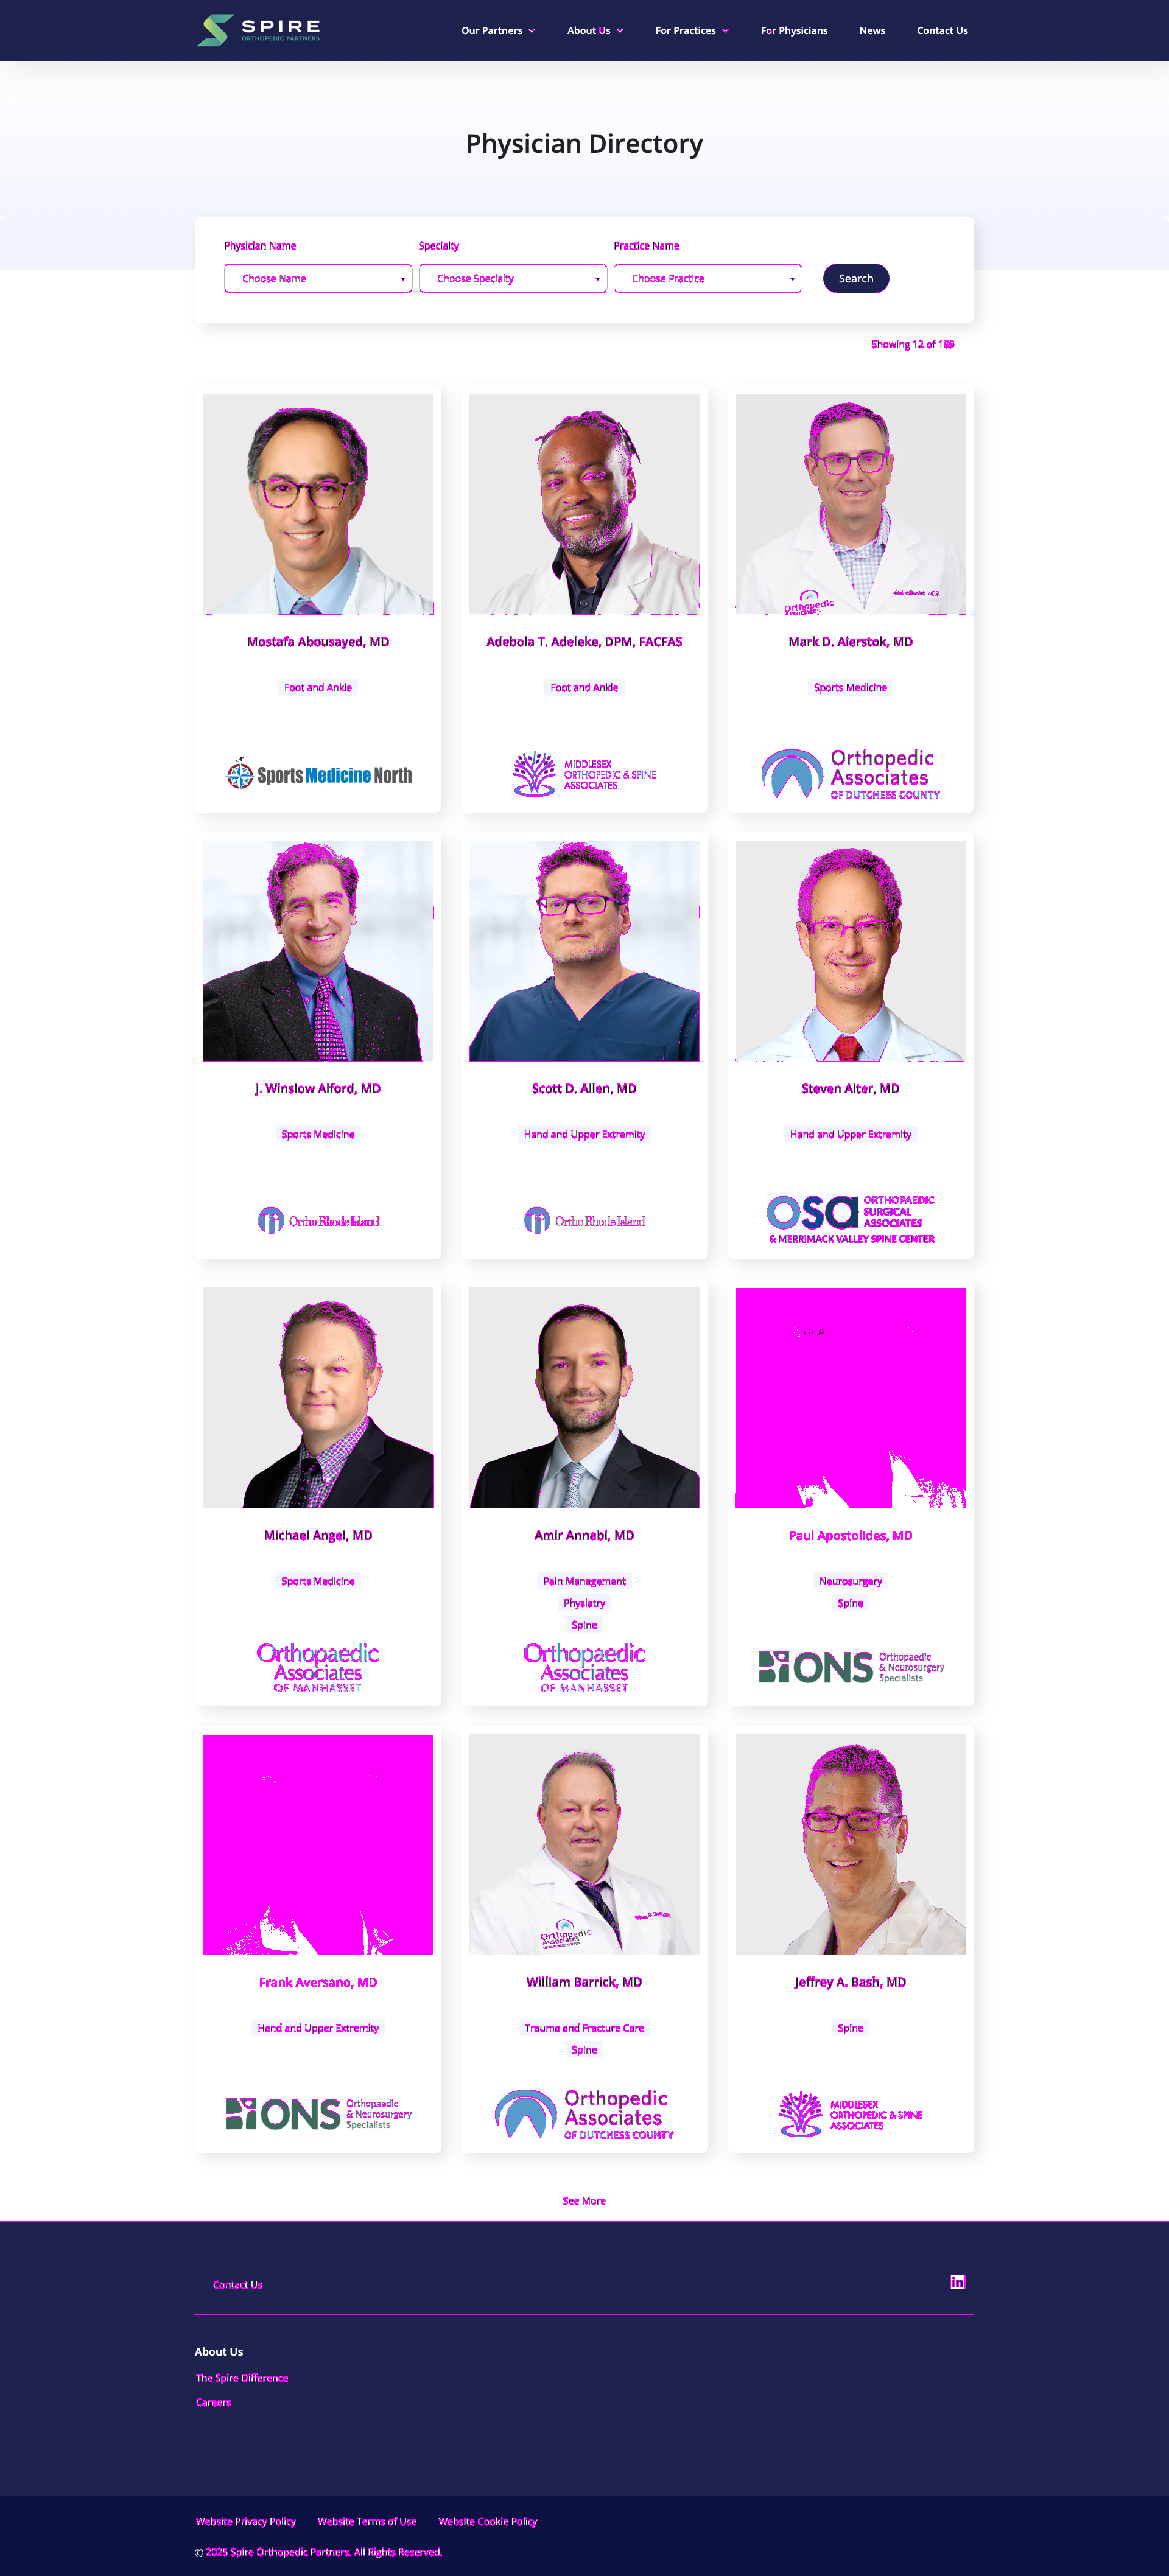 SPIRE
ORTHOPEDIC PARTNERS
Our Partners
About Us
For Practices
For Physicians
News
Contact Us
Physician Directory
Physician Name
Specialty
Practice Name
Choose Name
Choose Specialty
Choose Practice
Search
Showing 12 of
Mostafa Abousayed, MD
Foot and Ankle
Sports Medicine North
Adebola T. Adeleke, DPM, FACFAS
Foot and Ankle
MIDDLESEX
ORTHOPEDIC & SPINE
ASSOCIATES
Orthopedic
Associates
Mark D. Aierstok, MD
Sports Medicine
Orthopedic
Associates
OF DUTCHESS COUNTY
J. Winslow Alford, MD
Sports Medicine
Ortho Rhode Island
Scott D. Allen, MD
Hand and Upper Extremity
Ortho Rhode Island
Steven Alter, MD
Hand and Upper Extremity
osa
ORTHOPAEDIC
SURGICAL
ASSOCIATES
& MERRIMACK VALLEY SPINE CENTER
Michael Angel, MD
Sports Medicine
Orthopaedic
Associates
OF MANHASSET
Amir Annabi, MD
Pain Management
Physiatry
Spine
Orthopaedic
Associates
OF MANHASSET
Paul Apostolides, MD
Neurosurgery
Spine
ONS
Orthopaedic
& Neurosurgery
Specialists
Frank Aversano, MD
Hand and Upper Extremity
ONS
Orthopaedic
& Neurosurgery
Specialists
Orthopedic
Associates
OF DUTCHESS COUNTY
William Barrick, MD
Trauma and Fracture Care
Spine
Orthopedic
Associates
OF DUTCHESS COUNTY
Jeffrey A. Bash, MD
Spine
MIDDLESEX
ORTHOPEDIC & SPINE
ASSOCIATES
See More
Contact Us
in
About Us
The Spire Difference
Careers
Website Privacy Policy
Website Terms of Use
Website Cookie Policy
© 2025 Spire Orthopedic Partners. All Rights Reserved.